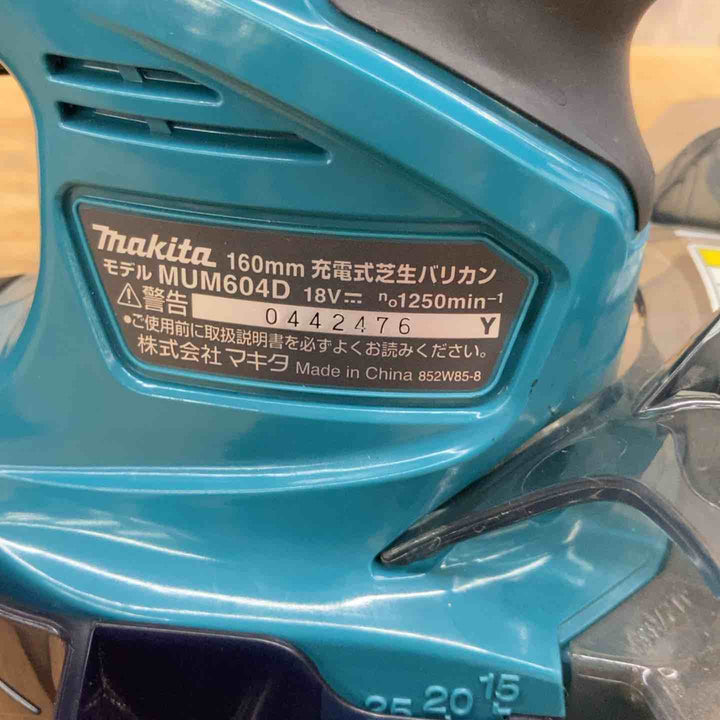 makita 160mm 充電式芝生バリカン
モデル MUM604D 18V⎓ n₀1250min⁻¹
⚠警告 0442476 Y
•ご使用前に取扱説明書を必ずよくお読みください。
株式会社 マキタ Made in China 852W85-8
25 20 15